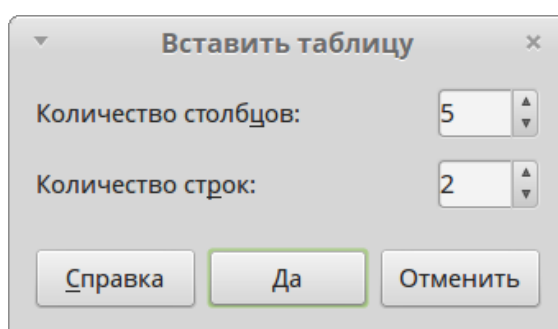 Вставить таблицу
Количество столбцов: 5
Количество строк: 2
Справка Да Отменить